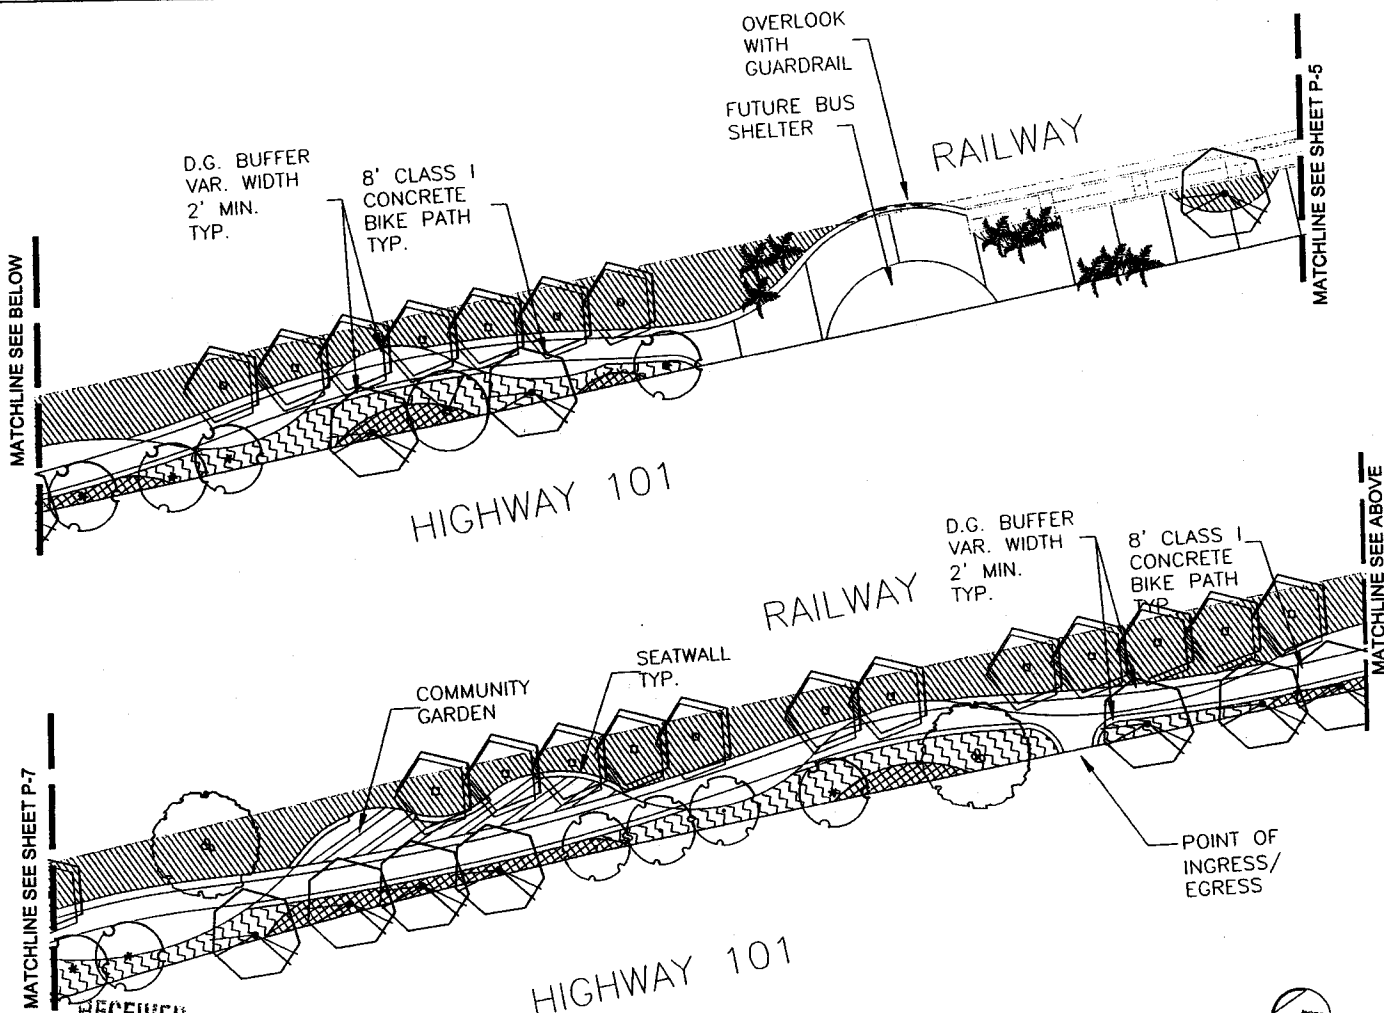 OVERLOOK
WITH
GUARDRAIL
FUTURE BUS
SHELTER
RAILWAY
MATCHLINE SEE SHEET P-5
D.G. BUFFER
VAR. WIDTH
2' MIN.
TYP.
8' CLASS I
CONCRETE
BIKE PATH
TYP.
MATCHLINE SEE BELOW
HIGHWAY 101
D.G. BUFFER
VAR. WIDTH
2' MIN.
TYP.
8' CLASS I
CONCRETE
BIKE PATH
TYP.
MATCHLINE SEE ABOVE
RAILWAY
SEATWALL
TYP.
COMMUNITY
GARDEN
MATCHLINE SEE SHEET P-7
POINT OF
INGRESS/
EGRESS
HIGHWAY 101
RECEIVED